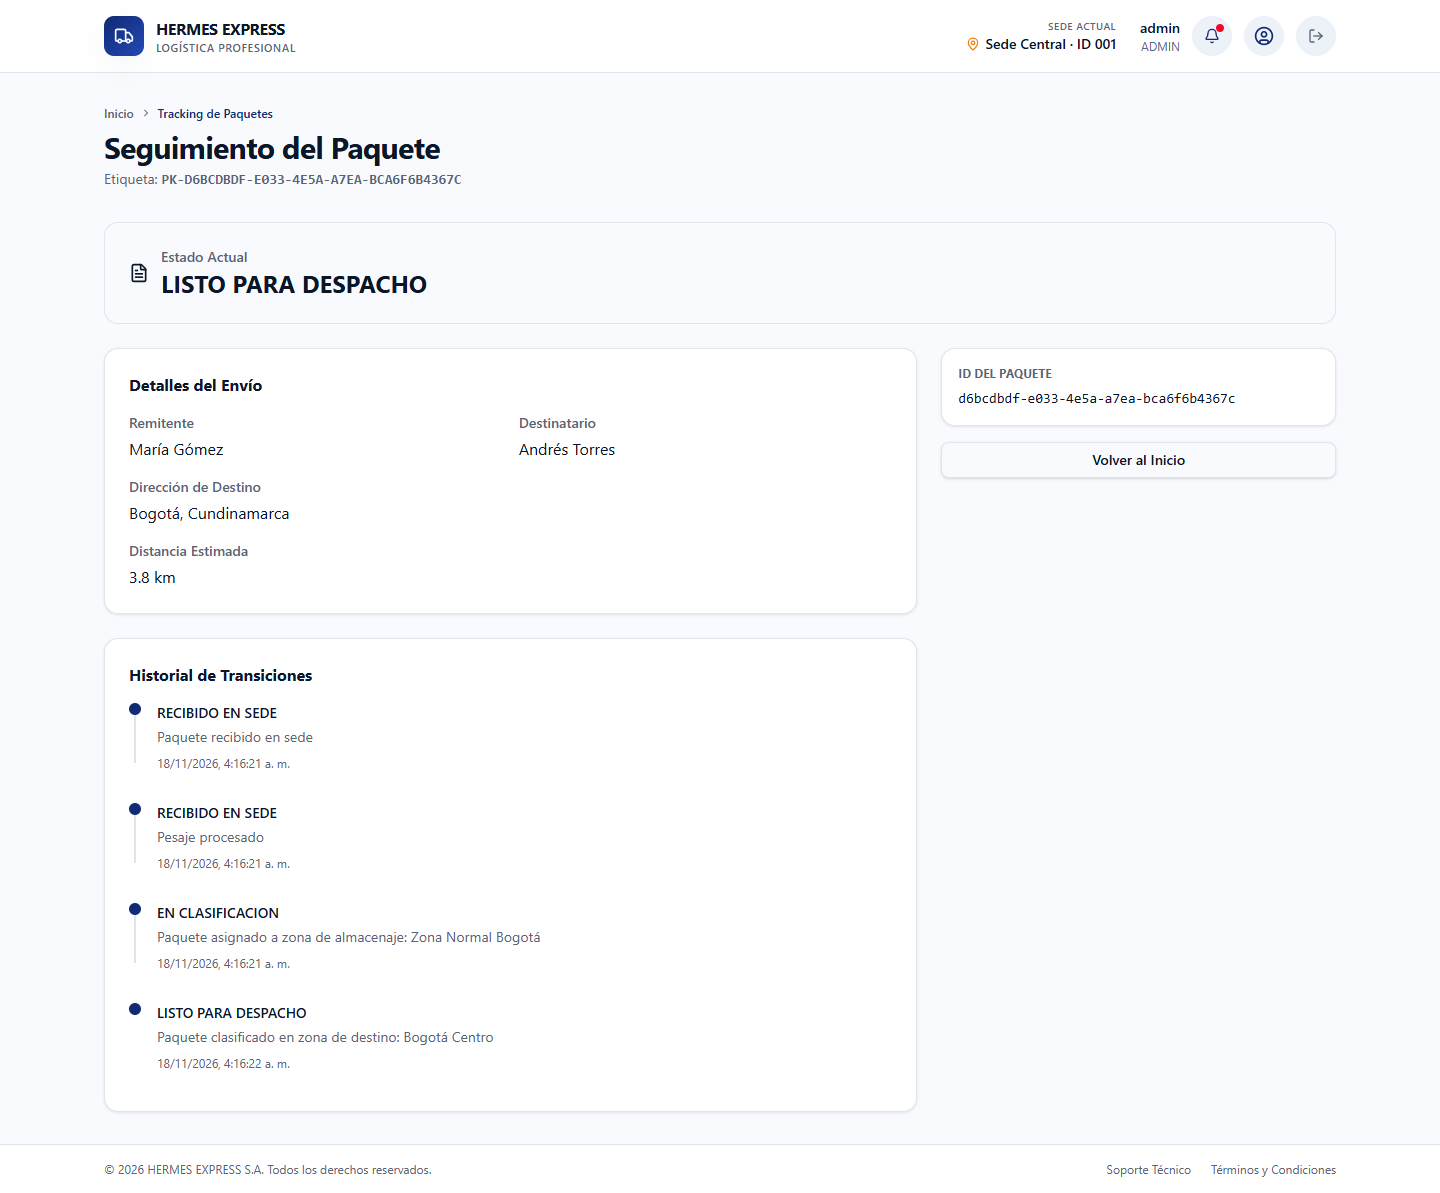 HERMES EXPRESS
LOGÍSTICA PROFESIONAL
SEDE ACTUAL
Sede Central · ID 001
admin
ADMIN
Inicio > Tracking de Paquetes
Seguimiento del Paquete
Etiqueta: PK-D6BCDBDF-E033-4E5A-A7EA-BCA6F6B4367C
Estado Actual
LISTO PARA DESPACHO
Detalles del Envío
Remitente
María Gómez
Destinatario
Andrés Torres
Dirección de Destino
Bogotá, Cundinamarca
Distancia Estimada
3.8 km
ID DEL PAQUETE
d6bcdbdf-e033-4e5a-a7ea-bca6f6b4367c
Volver al Inicio
Historial de Transiciones
RECIBIDO EN SEDE
Paquete recibido en sede
18/11/2026, 4:16:21 a. m.
RECIBIDO EN SEDE
Pesaje procesado
18/11/2026, 4:16:21 a. m.
EN CLASIFICACION
Paquete asignado a zona de almacenaje: Zona Normal Bogotá
18/11/2026, 4:16:21 a. m.
LISTO PARA DESPACHO
Paquete clasificado en zona de destino: Bogotá Centro
18/11/2026, 4:16:22 a. m.
© 2026 HERMES EXPRESS S.A. Todos los derechos reservados.
Soporte Técnico
Términos y Condiciones